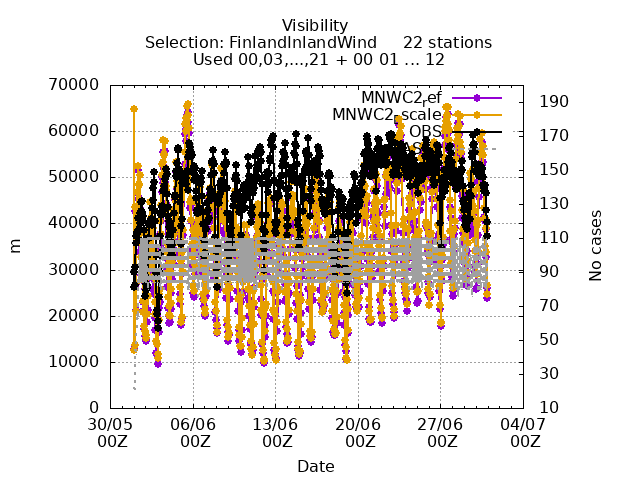 Visibility
Selection: FinlandInlandWind 22 stations
Used 00,03,...,21 + 00 01 ... 12
70000
60000
50000
40000
30000
20000
10000
0
m
190
170
150
130
110
90
70
50
30
10
No cases
MNWC2_ref
MNWC2_scale
OBS
30/05 00Z
06/06 00Z
13/06 00Z
20/06 00Z
27/06 00Z
04/07 00Z
Date